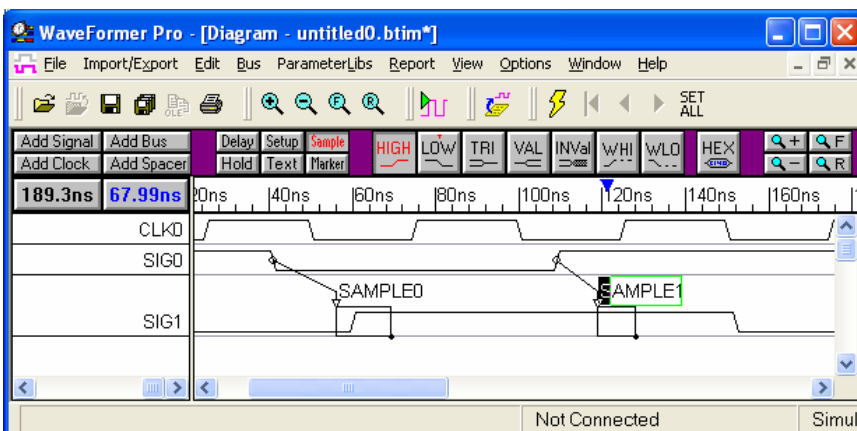 WaveFormer Pro - [Diagram - untitled0.btim*]
File Import/Export Edit Bus ParameterLibs Report View Options Window Help
OLE SET ALL
Add Signal Add Bus Delay Setup Sample HIGH LOW TRI VAL INVal WHI WLO HEX + F
Add Clock Add Spacer Hold Text Marker - R
189.3ns 67.99ns 20ns 40ns 60ns 80ns 100ns 120ns 140ns 160ns
CLK0
SIG0
SAMPLE0 SAMPLE1
SIG1
Not Connected Simul